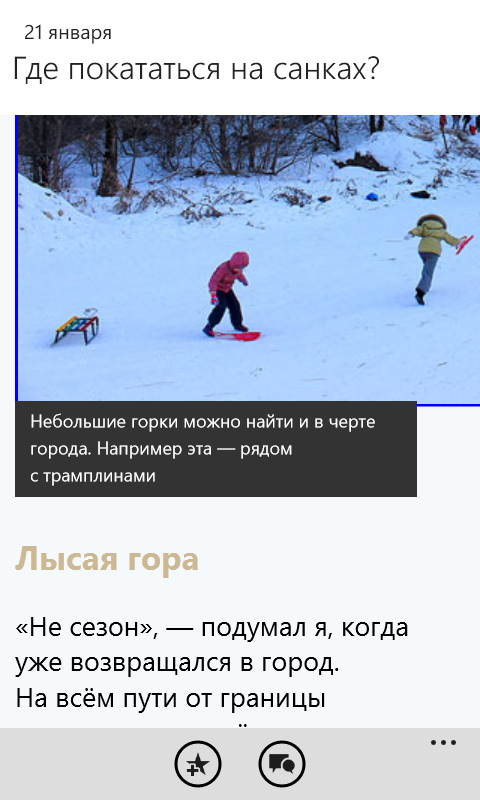 21 января
Где покататься на санках?
Небольшие горки можно найти и в черте
города. Например эта — рядом
с трамплинами
Лысая гора
«Не сезон», — подумал я, когда
уже возвращался в город.
На всём пути от границы